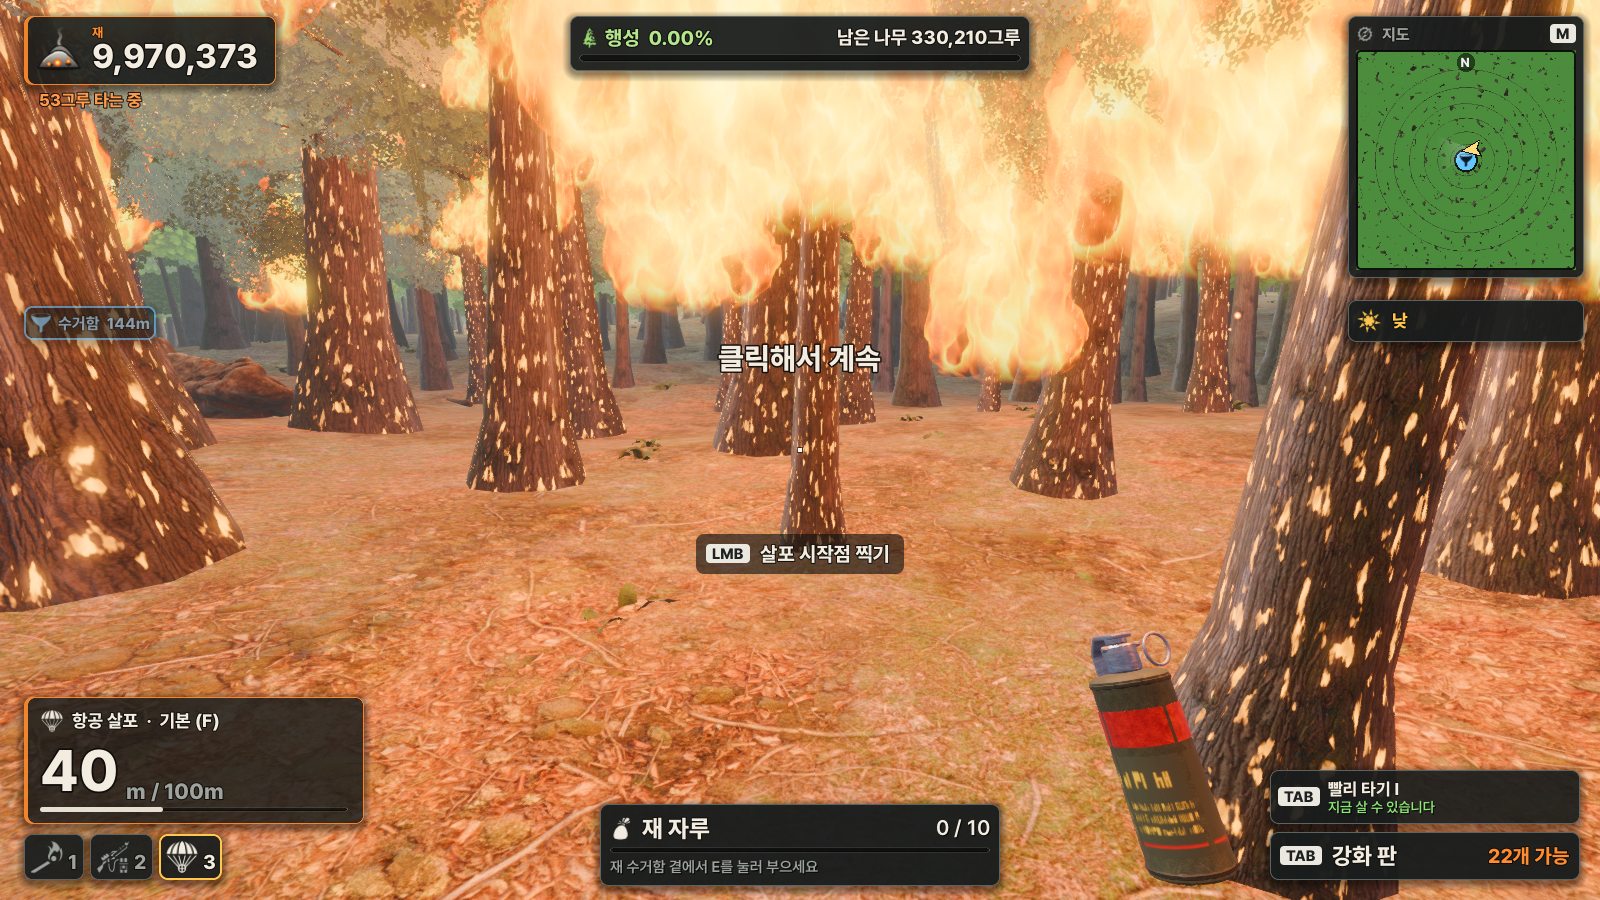 재
9,970,373
53그루 타는 중
행성 0.00%
남은 나무 330,210그루
지도
M
N
낮
수거함 144m
클릭해서 계속
LMB 살포 시작점 찍기
항공 살포 · 기본 (F)
40 m / 100m
1
2
3
재 자루
0 / 10
재 수거함 곁에서 E를 눌러 부으세요
TAB
빨리 타기 I
지금 살 수 있습니다
TAB 강화 판
22개 가능